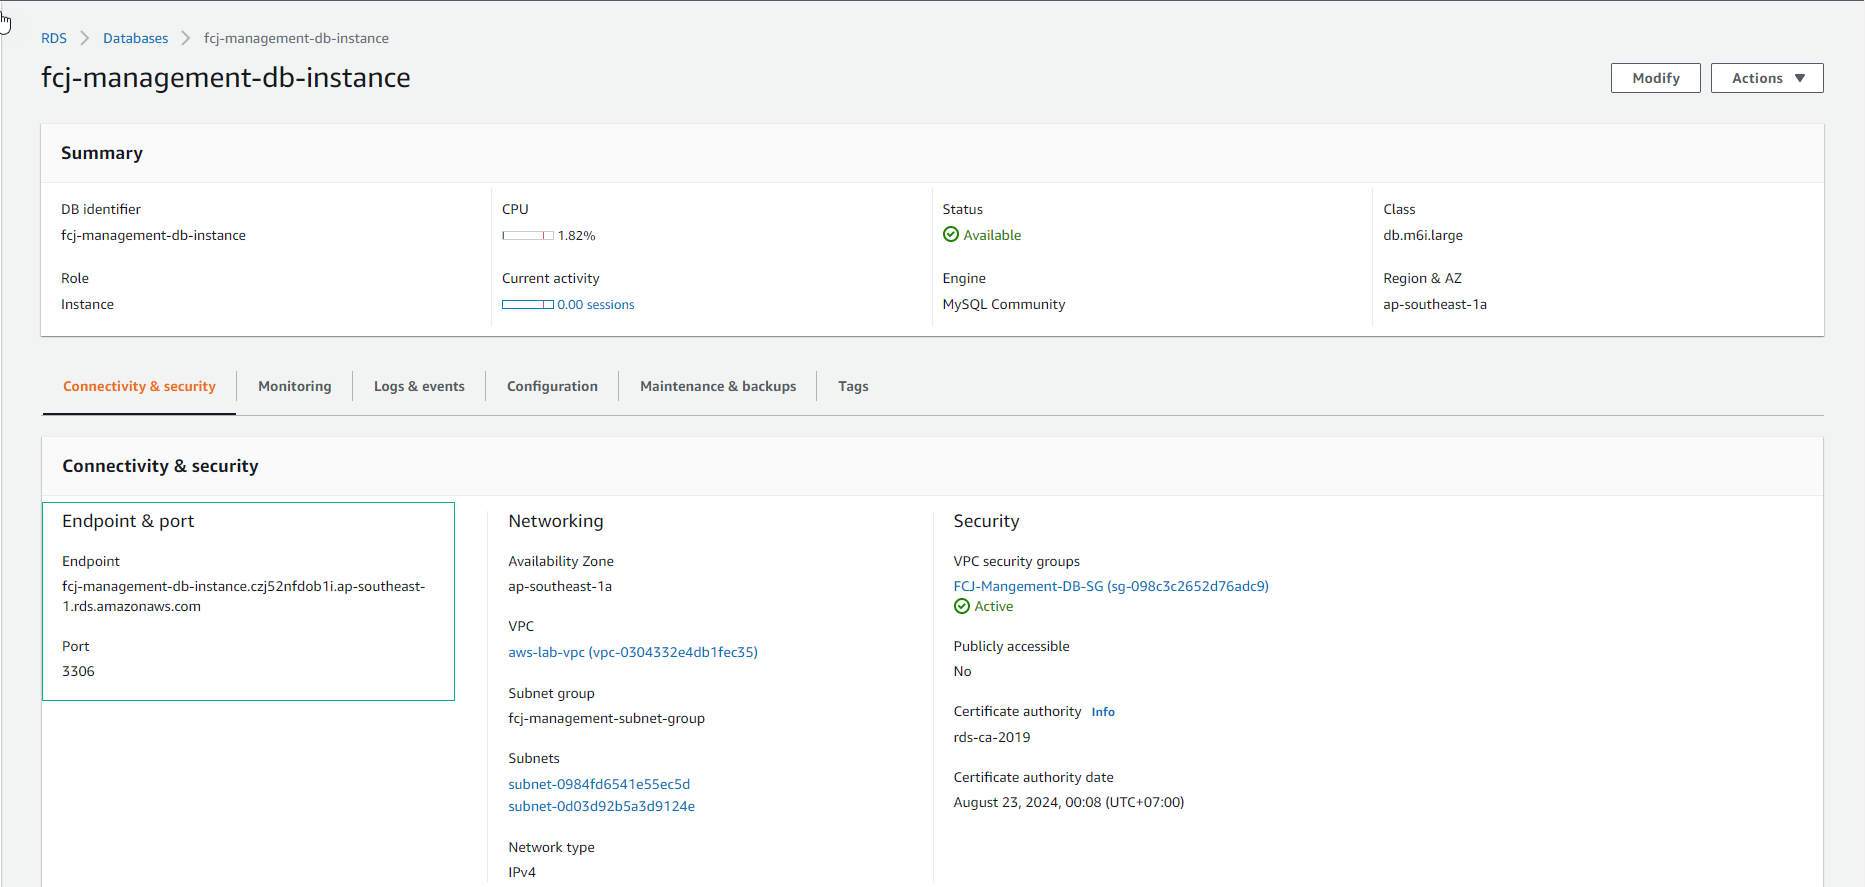 RDS
Databases
fcj-management-db-instance
fcj-management-db-instance
Modify
Actions
Summary
DB identifier
fcj-management-db-instance
CPU
1.82%
Status
Available
Class
db.m6i.large
Role
Instance
Current activity
0.00 sessions
Engine
MySQL Community
Region & AZ
ap-southeast-1a
Connectivity & security
Monitoring
Logs & events
Configuration
Maintenance & backups
Tags
Connectivity & security
Endpoint & port
Endpoint
fcj-management-db-instance.czj52nfdob1i.ap-southeast-
1.rds.amazonaws.com
Port
3306
Networking
Availability Zone
ap-southeast-1a
VPC
aws-lab-vpc (vpc-0304332e4db1fec35)
Subnet group
fcj-management-subnet-group
Subnets
subnet-0984fd6541e55ec5d
subnet-0d03d92b5a3d9124e
Network type
IPv4
Security
VPC security groups
FCJ-Mangement-DB-SG (sg-098c3c2652d76adc9)
Active
Publicly accessible
No
Certificate authority Info
rds-ca-2019
Certificate authority date
August 23, 2024, 00:08 (UTC+07:00)